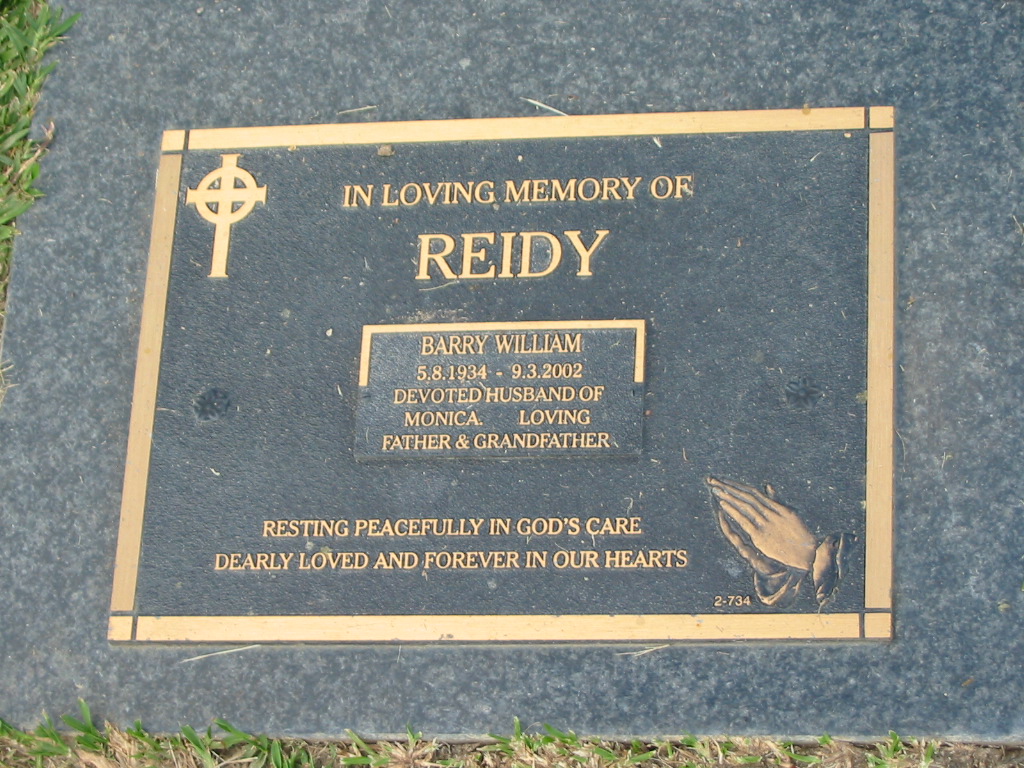 IN LOVING MEMORY OF
REIDY
BARRY WILLIAM
5.8.1934 - 9.3.2002
DEVOTED HUSBAND OF
MONICA. LOVING
FATHER & GRANDFATHER
RESTING PEACEFULLY IN GOD'S CARE
DEARLY LOVED AND FOREVER IN OUR HEARTS
2-734